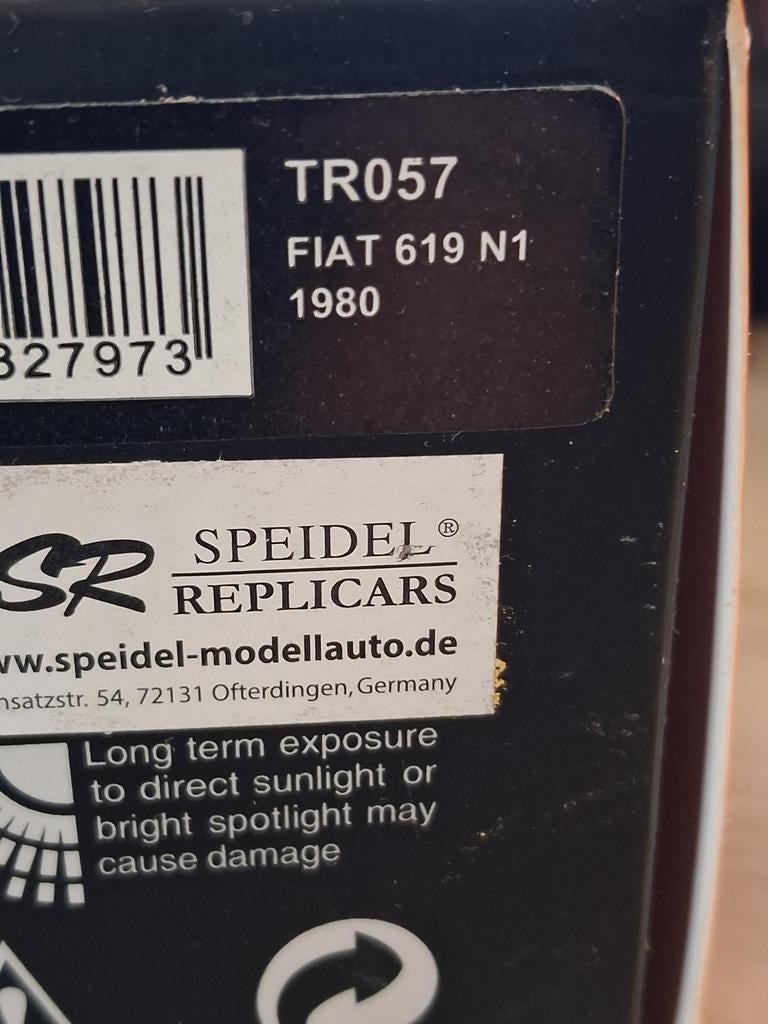 TR057
FIAT 619 N1
1980
327973
SR SPEIDEL®
REPLICARS
www.speidel-modellauto.de
nsatzstr. 54, 72131 Ofterdingen, Germany
Long term exposure
to direct sunlight or
bright spotlight may
cause damage